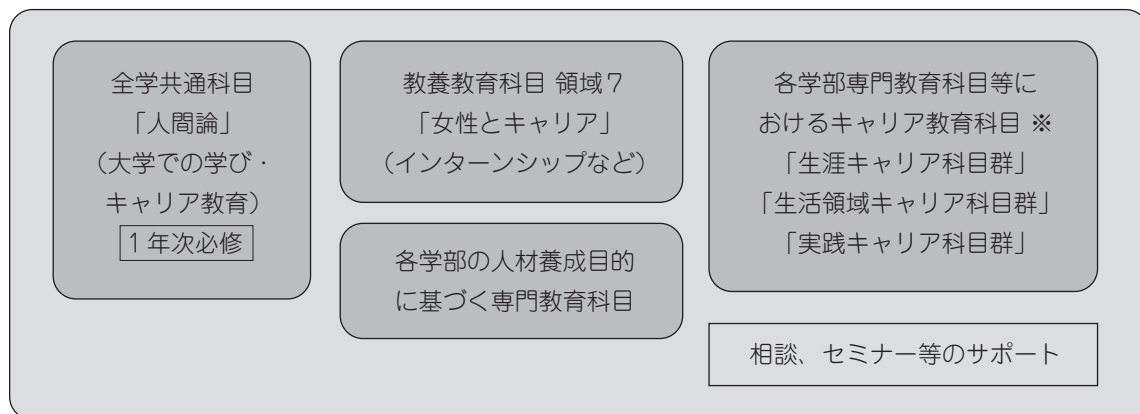 全学共通科目
「人間論」
(大学での学び・
キャリア教育)
1年次必修
教養教育科目 領域7
「女性とキャリア」
(インターンシップなど)
各学部の人材養成目的
に基づく専門教育科目
各学部専門教育科目等に
おけるキャリア教育科目 ※
「生涯キャリア科目群」
「生活領域キャリア科目群」
「実践キャリア科目群」
相談、セミナー等のサポート